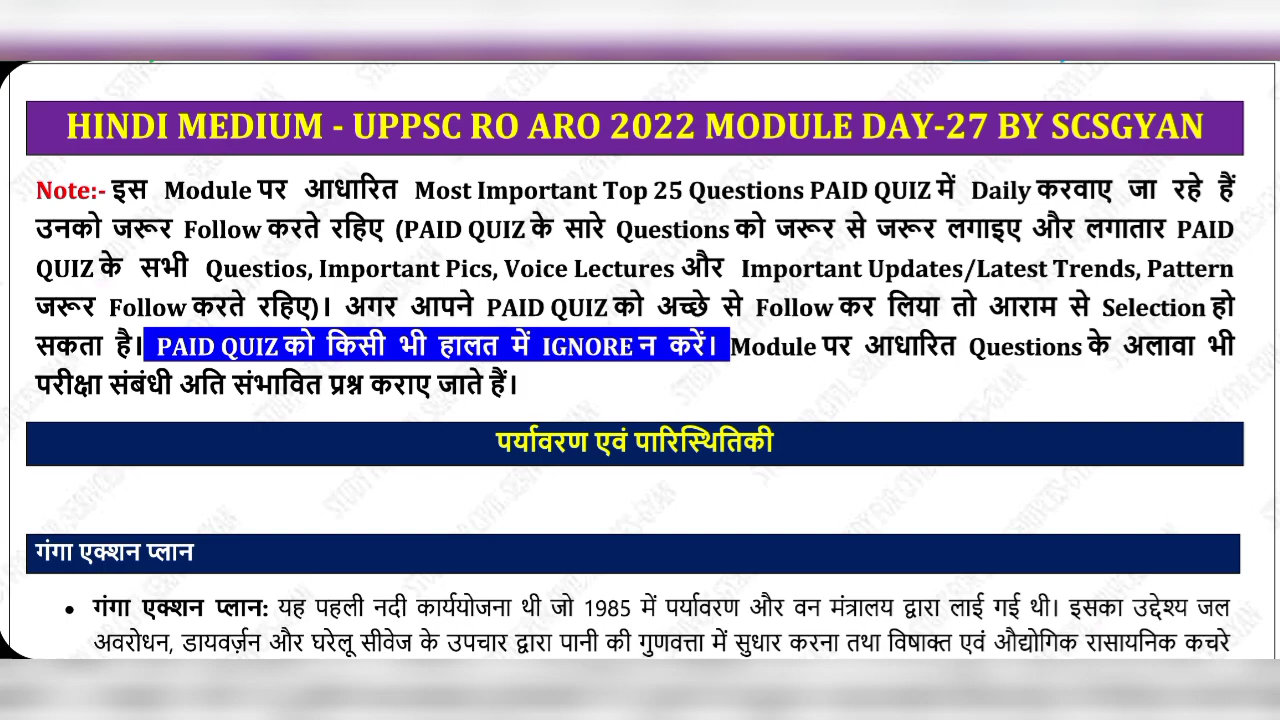 HINDI MEDIUM - UPPSC RO ARO 2022 MODULE DAY-27 BY SCSGYAN
Note:- इस Module पर आधारित Most Important Top 25 Questions PAID QUIZ में Daily करवाए जा रहे हैं
उनको जरूर Follow करते रहिए (PAID QUIZ के सारे Questions को जरूर से जरूर लगाइए और लगातार PAID
QUIZ के सभी Questios, Important Pics, Voice Lectures और Important Updates/Latest Trends, Pattern
जरूर Follow करते रहिए)। अगर आपने PAID QUIZ को अच्छे से Follow कर लिया तो आराम से Selection हो
सकता है। PAID QUIZ को किसी भी हालत में IGNORE न करें। Module पर आधारित Questions के अलावा भी
परीक्षा संबंधी अति संभावित प्रश्न कराए जाते हैं।
पर्यावरण एवं पारिस्थितिकी
गंगा एक्शन प्लान
• गंगा एक्शन प्लान: यह पहली नदी कार्ययोजना थी जो 1985 में पर्यावरण और वन मंत्रालय द्वारा लाई गई थी। इसका उद्देश्य जल
अवरोधन, डायवर्ज़न और घरेलू सीवेज के उपचार द्वारा पानी की गुणवत्ता में सुधार करना तथा विषाक्त एवं औद्योगिक रासायनिक कचरे